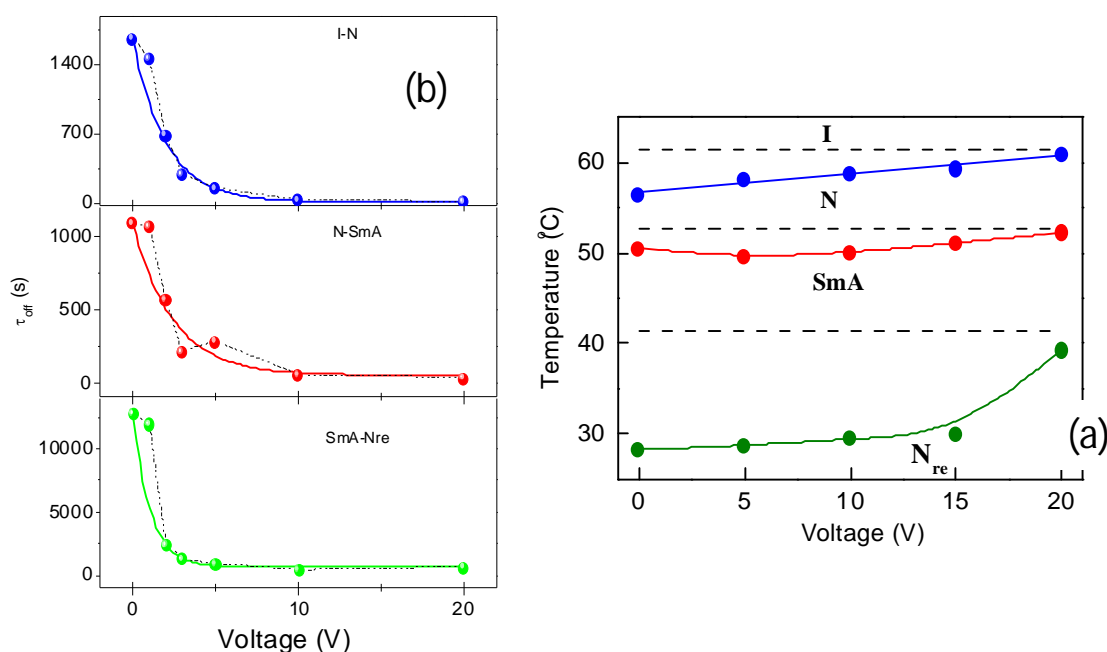 I-N
(b)
1400
700
0
N-SmA
1000
500
0
τoff (s)
SmA-Nre
10000
5000
0
0
10
20
Voltage (V)
I
60
N
50
SmA
40
30
Nre
(a)
Temperature (°C)
0
5
10
15
20
Voltage (V)